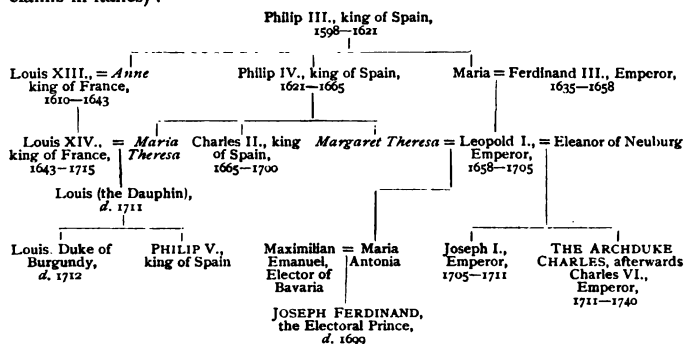 claims in italics) :
Philip III., king of Spain,
1598—1621
Louis XIII., = Anne
king of France,
1610—1643
Philip IV., king of Spain,
1621—1665
Maria = Ferdinand III., Emperor,
1635—1658
Louis XIV.,
king of France,
1643—1715
= Maria
Theresa
Charles II., king
of Spain,
1665—1700
Margaret Theresa = Leopold I., = Eleanor of Neuburg
Emperor,
1658—1705
Louis (the Dauphin),
d. 1711
Louis. Duke of
Burgundy,
d. 1712
PHILIP V.,
king of Spain
Maximilian = Maria
Emanuel, Antonia
Elector of
Bavaria
Joseph I.,
Emperor,
1705—1711
THE ARCHDUKE
CHARLES, afterwards
Charles VI.,
Emperor,
1711—1740
JOSEPH FERDINAND,
the Electoral Prince,
d. 1699